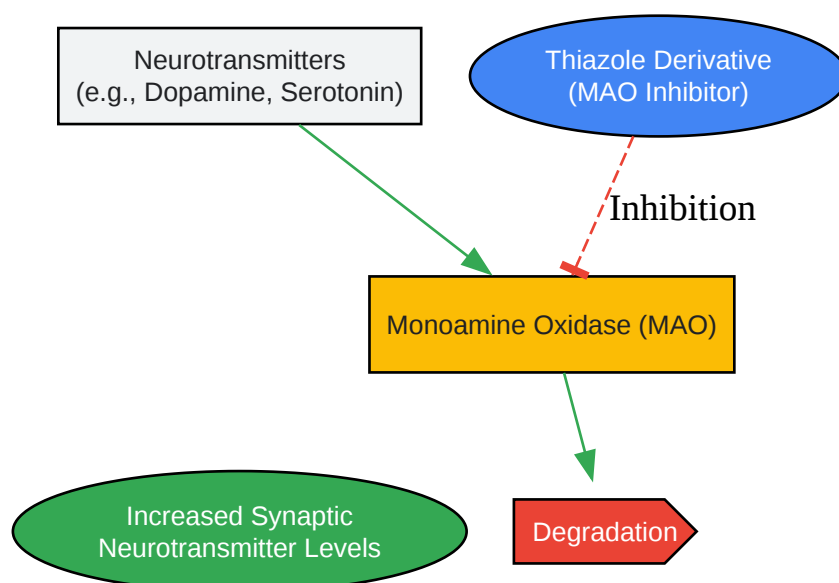 Neurotransmitters
(e.g., Dopamine, Serotonin)
Thiazole Derivative
(MAO Inhibitor)
Inhibition
Monoamine Oxidase (MAO)
Increased Synaptic
Neurotransmitter Levels
Degradation